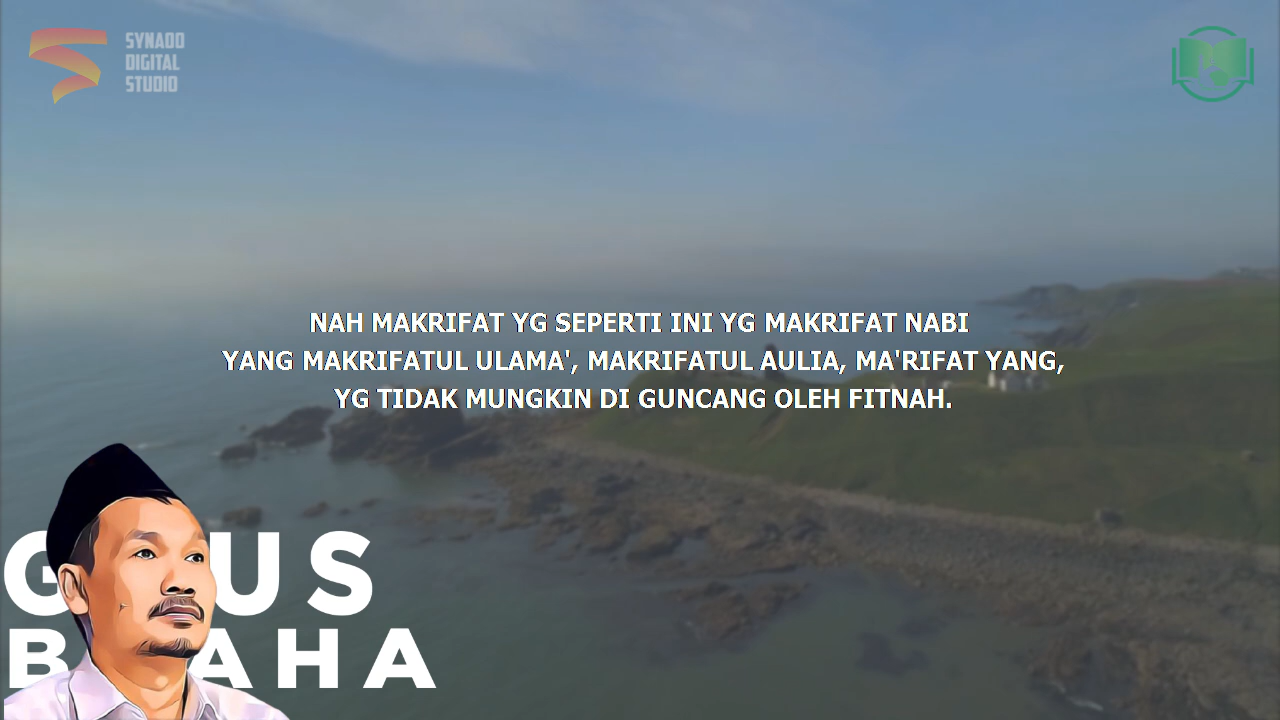 SYNADO
DIGITAL
STUDIO
NAH MAKRIFAT YG SEPERTI INI YG MAKRIFAT NABI
YANG MAKRIFATUL ULAMA', MAKRIFATUL AULIA, MA'RIFAT YANG,
YG TIDAK MUNGKIN DI GUNCANG OLEH FITNAH.
GUS
BAHA